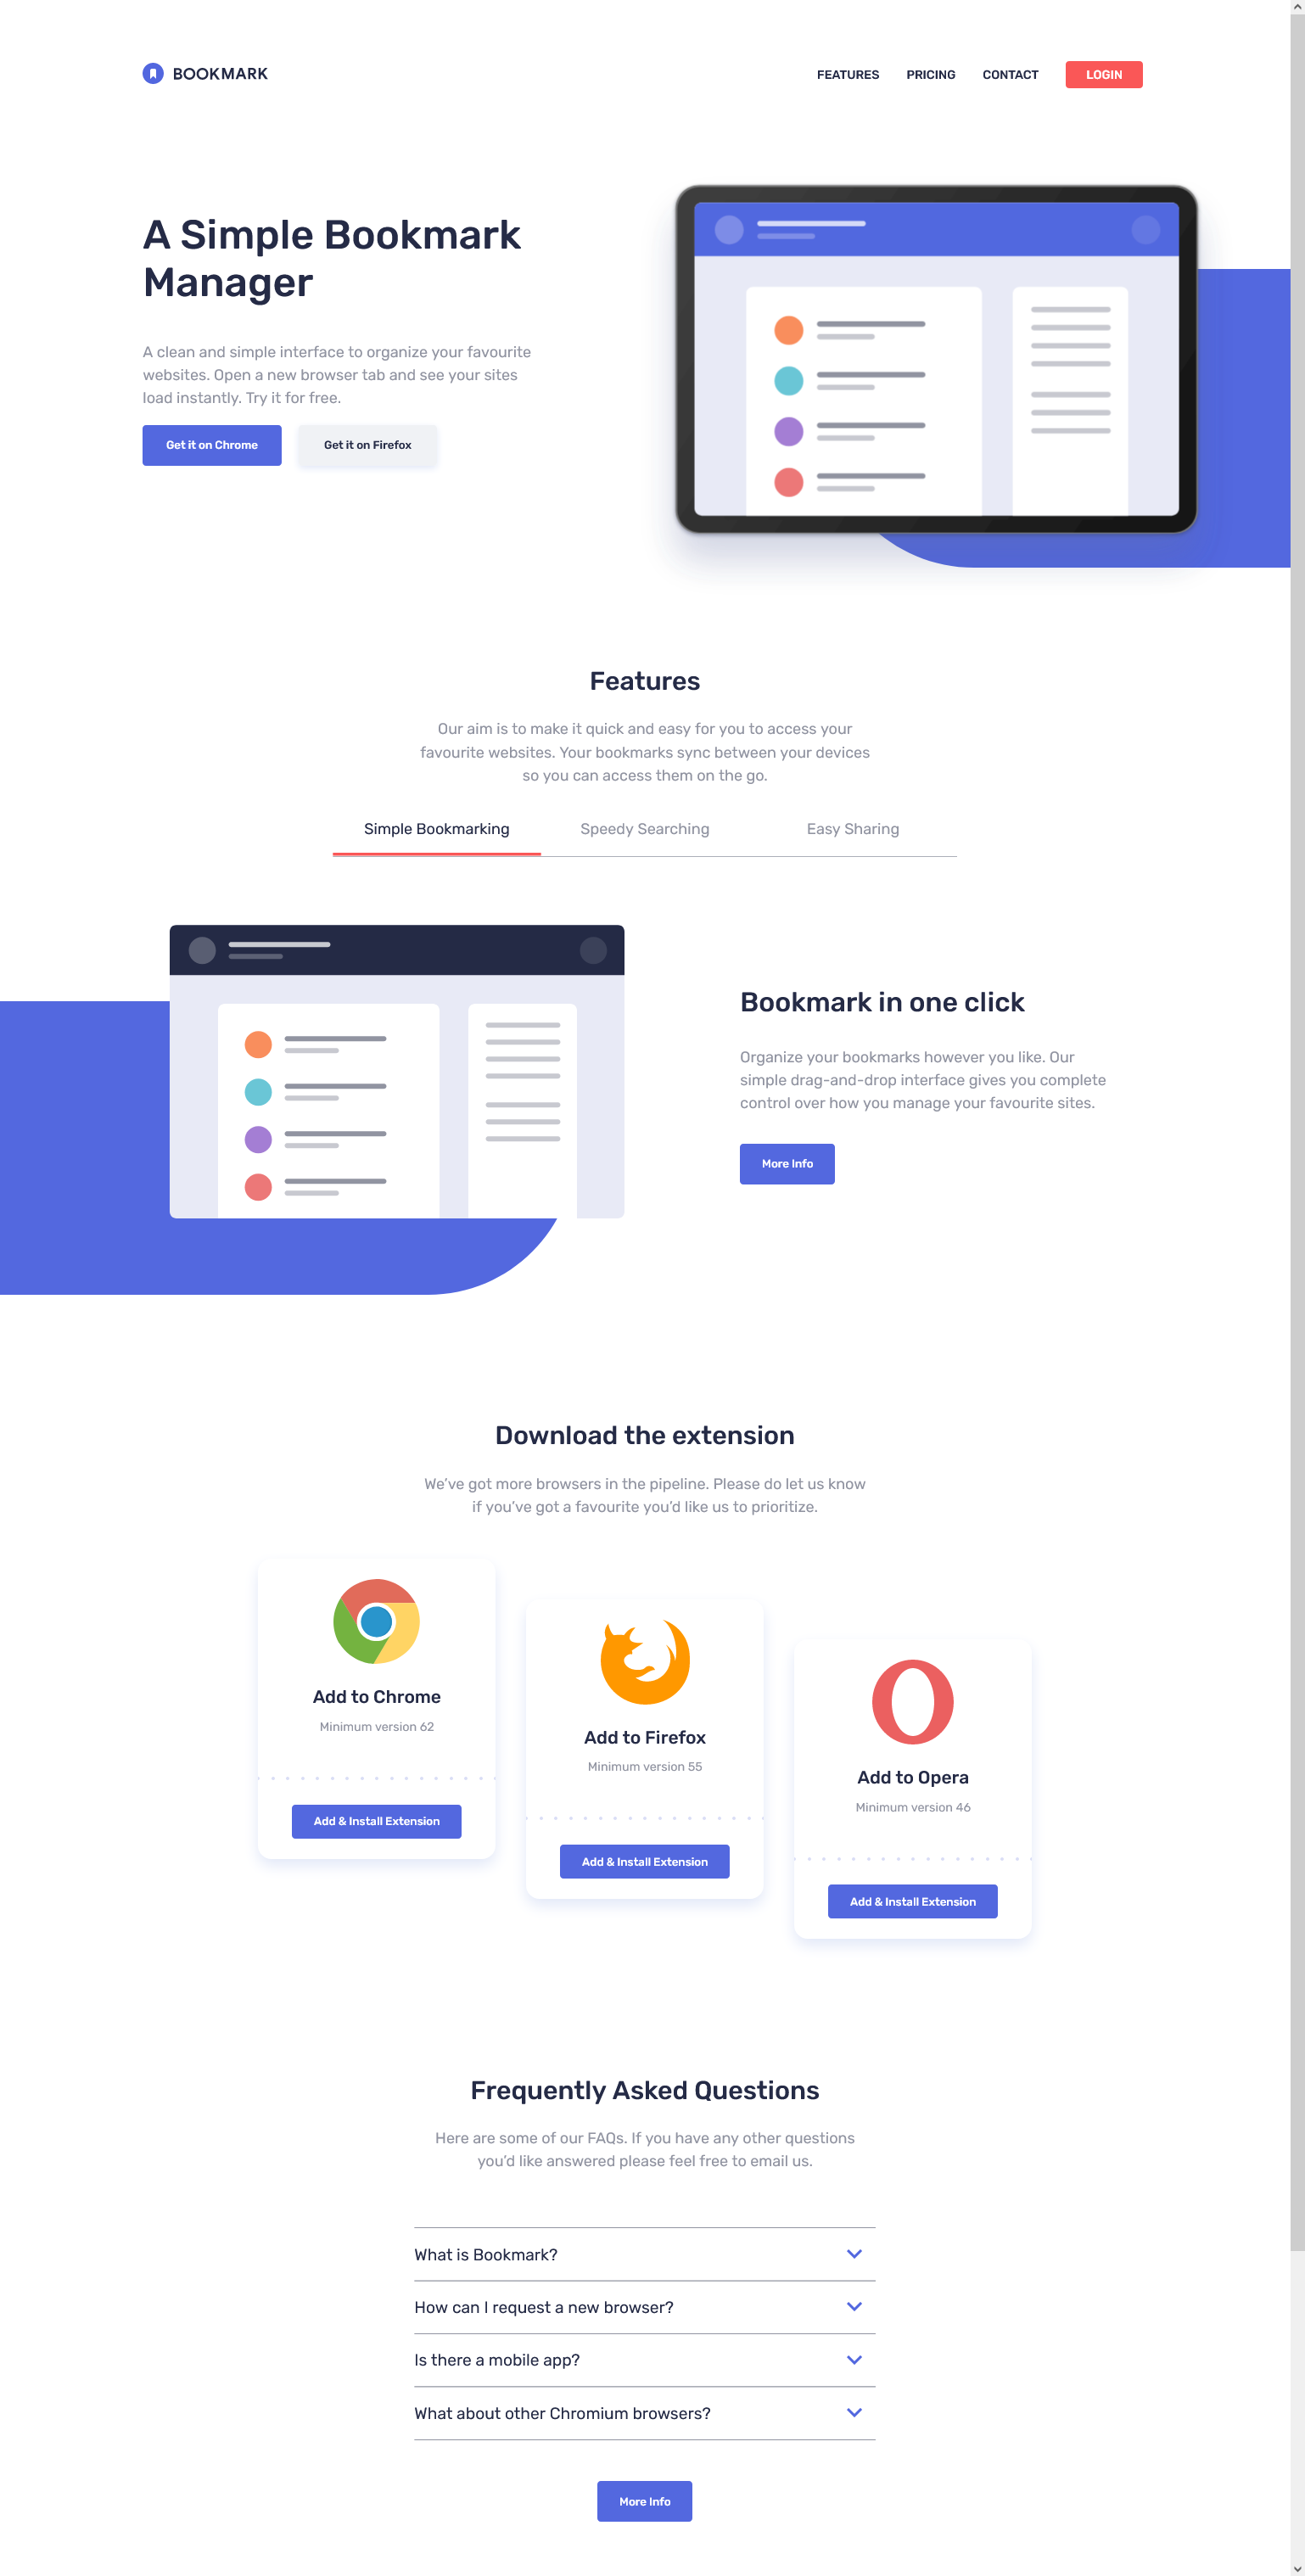 BOOKMARK
FEATURES PRICING CONTACT LOGIN
A Simple Bookmark
Manager
A clean and simple interface to organize your favourite
websites. Open a new browser tab and see your sites
load instantly. Try it for free.
Get it on Chrome Get it on Firefox
Features
Our aim is to make it quick and easy for you to access your
favourite websites. Your bookmarks sync between your devices
so you can access them on the go.
Simple Bookmarking Speedy Searching Easy Sharing
Bookmark in one click
Organize your bookmarks however you like. Our
simple drag-and-drop interface gives you complete
control over how you manage your favourite sites.
More Info
Download the extension
We’ve got more browsers in the pipeline. Please do let us know
if you’ve got a favourite you’d like us to prioritize.
Add to Chrome
Minimum version 62
Add & Install Extension
Add to Firefox
Minimum version 55
Add & Install Extension
Add to Opera
Minimum version 46
Add & Install Extension
Frequently Asked Questions
Here are some of our FAQs. If you have any other questions
you’d like answered please feel free to email us.
What is Bookmark?
How can I request a new browser?
Is there a mobile app?
What about other Chromium browsers?
More Info